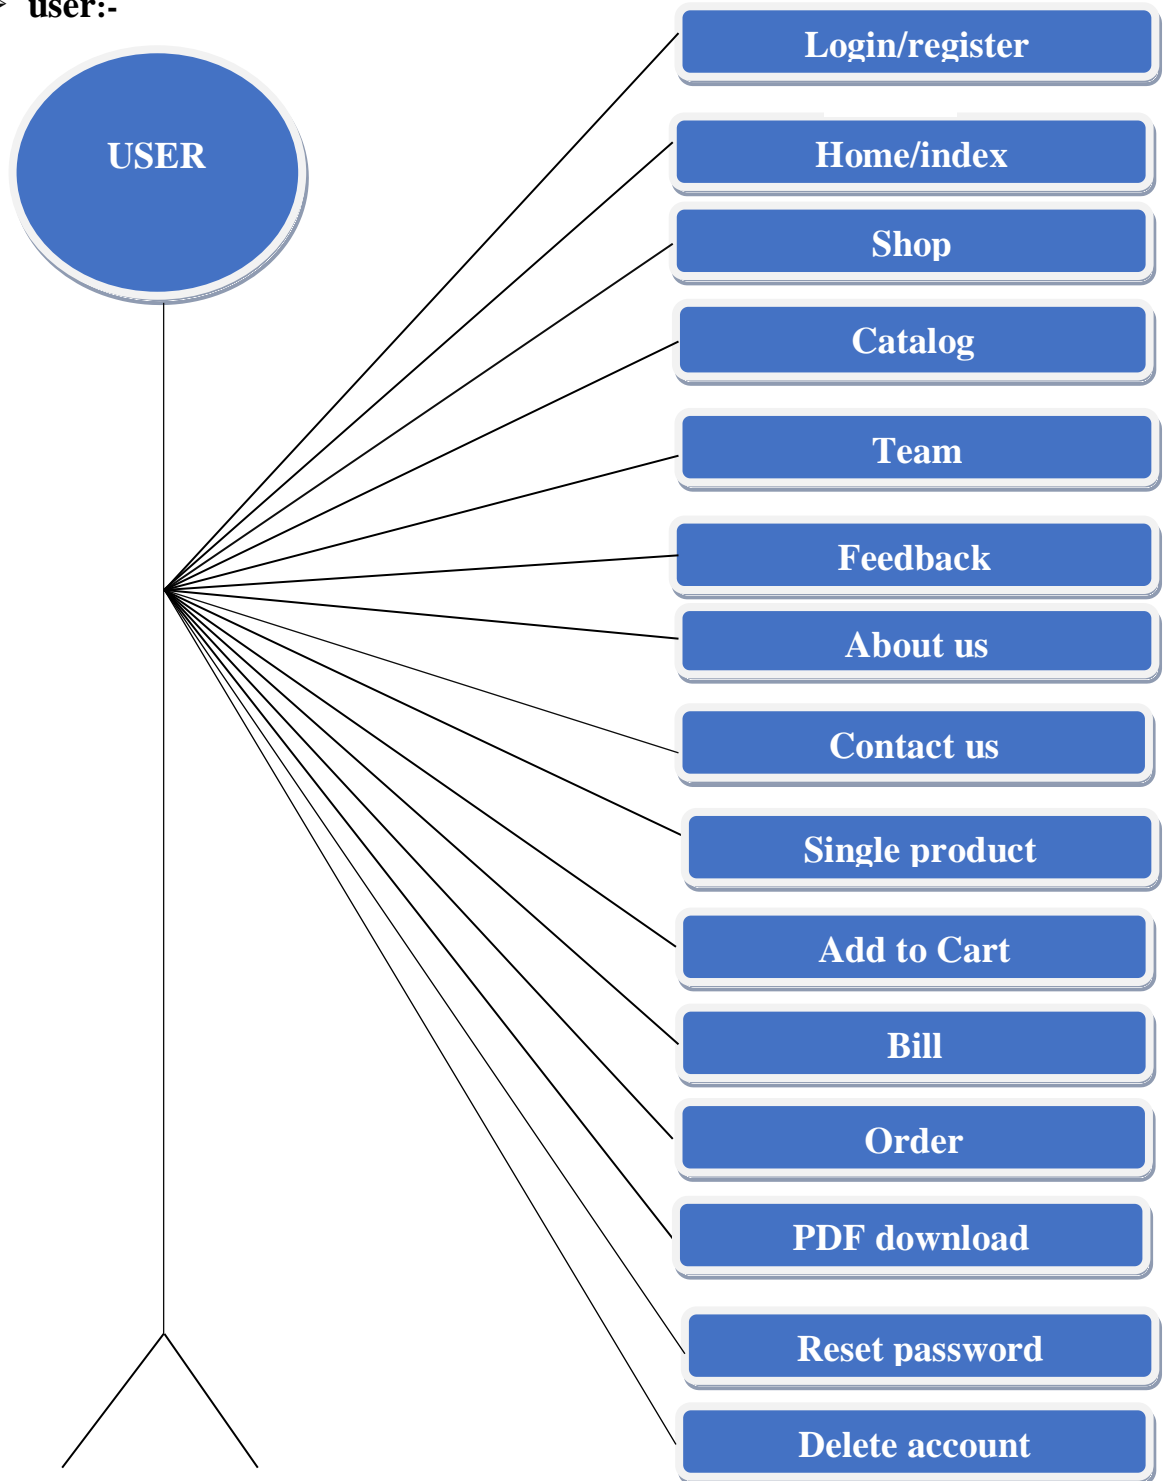 user:-
USER
Login/register
Home/index
Shop
Catalog
Team
Feedback
About us
Contact us
Single product
Add to Cart
Bill
Order
PDF download
Reset password
Delete account